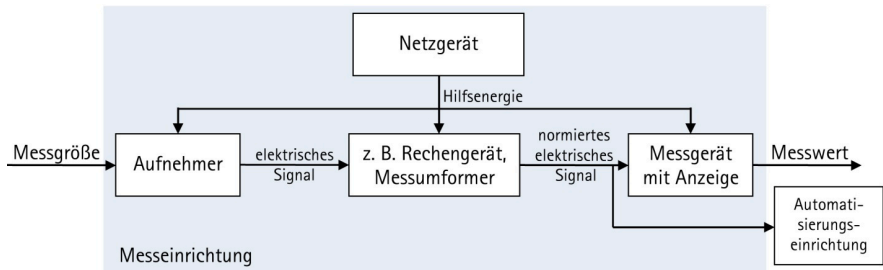 Netzgerät
Hilfsenergie
Messgröße
Aufnehmer
elektrisches
Signal
z. B. Rechengerät,
Messumformer
normiertes
elektrisches
Signal
Messgerät
mit Anzeige
Messwert
Automati-
sierungs-
einrichtung
Messeinrichtung